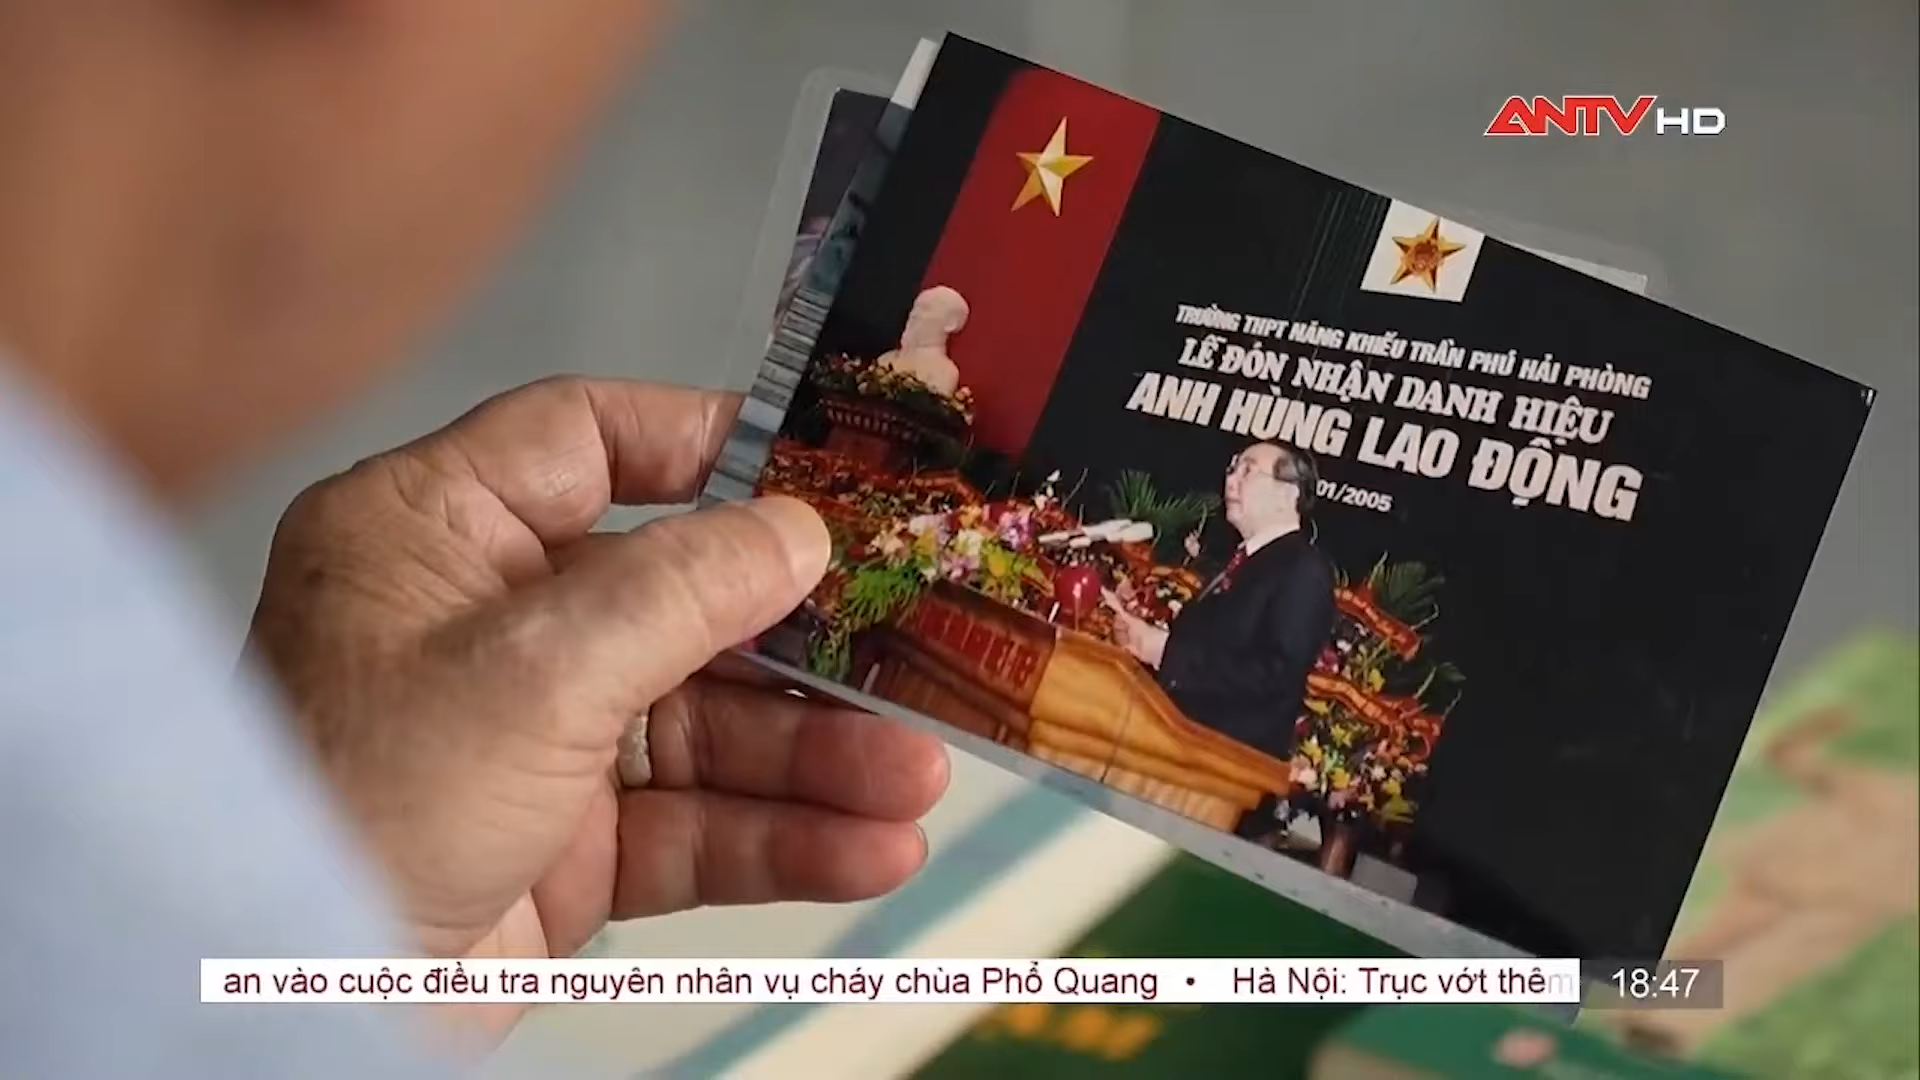 ANTV HD
TRƯỜNG THPT NĂNG KHIẾU TRẦN PHÚ HẢI PHÒNG
LỄ ĐÓN NHẬN DANH HIỆU
ANH HÙNG LAO ĐỘNG
01/2005
an vào cuộc điều tra nguyên nhân vụ cháy chùa Phổ Quang • Hà Nội: Trục vớt thêm
18:47